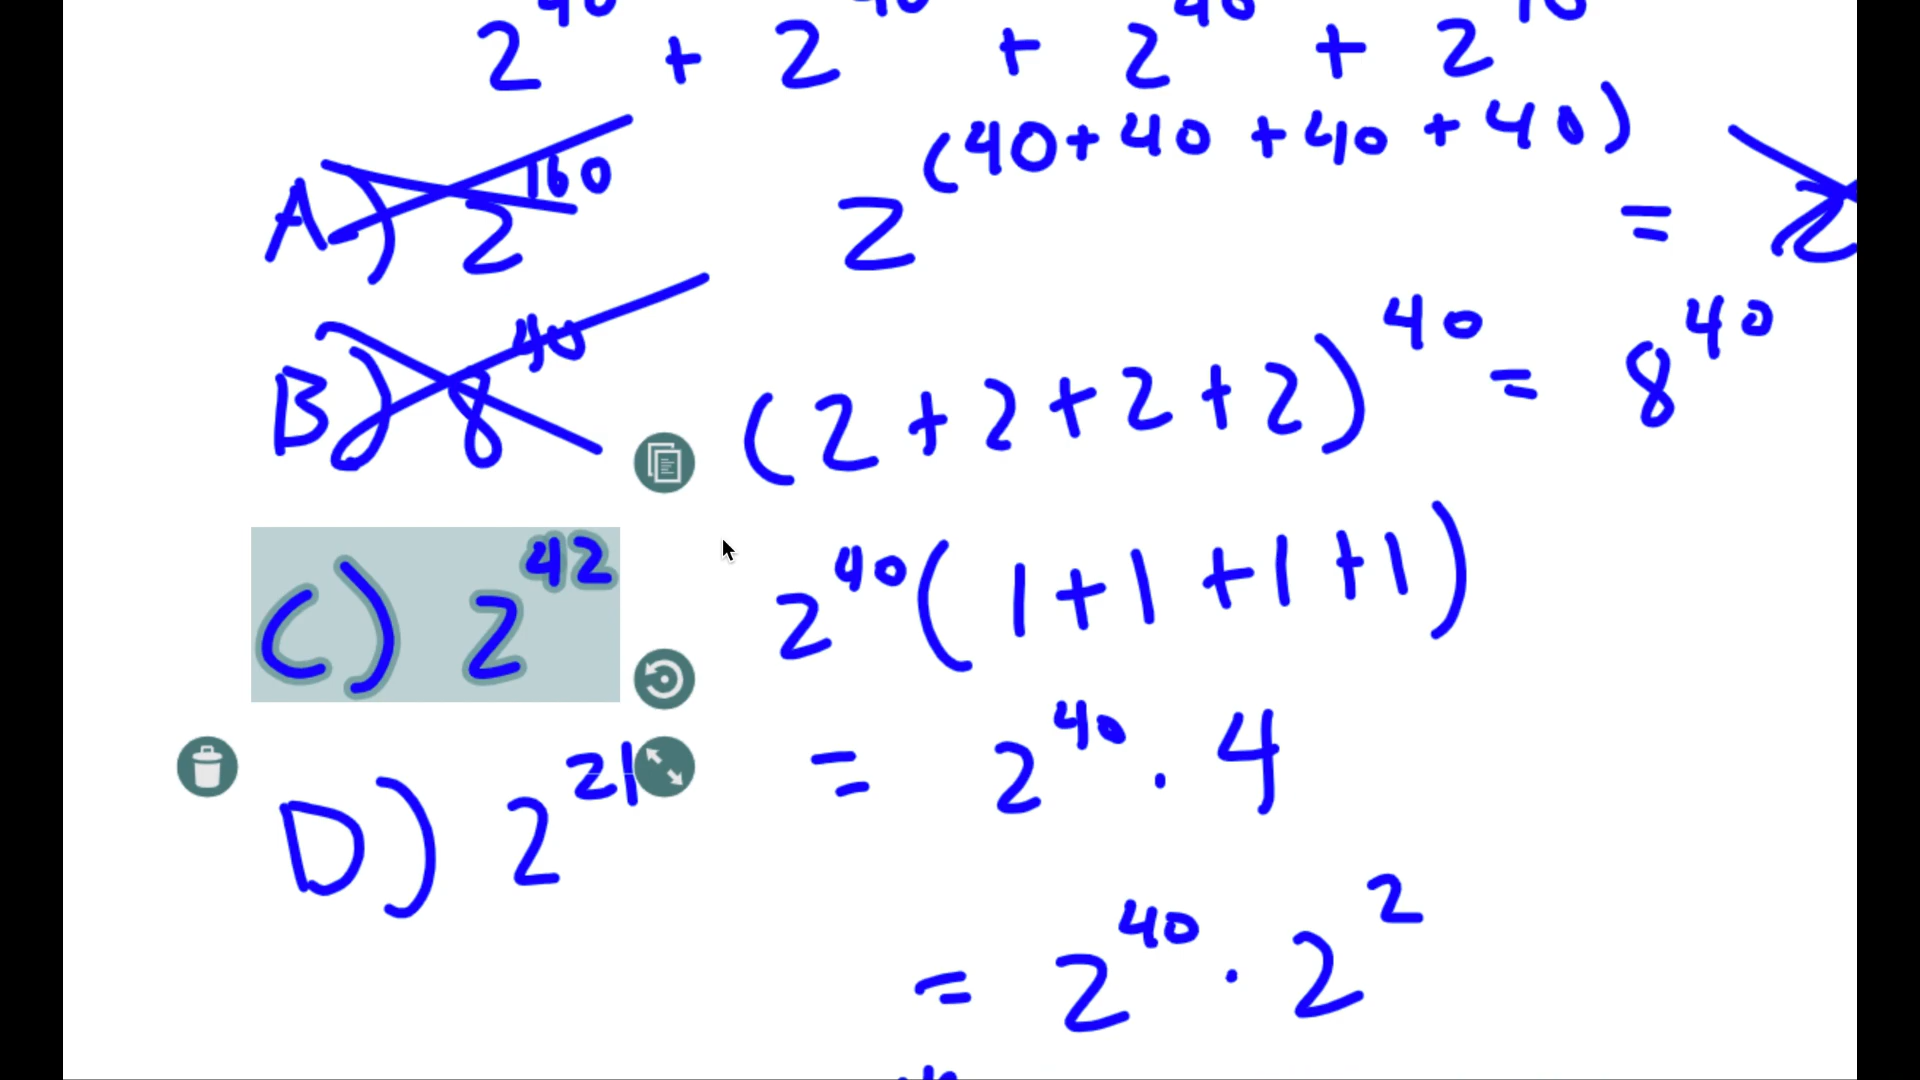 2^40 + 2^40 + 2^40 + 2^40
A) 2^160
2^(40+40+40+40) =
B) 8^40
(2+2+2+2)^40 = 8^40
C) 2^42
2^40(1+1+1+1)
= 2^40 · 4
D) 2^21
= 2^40 · 2^2